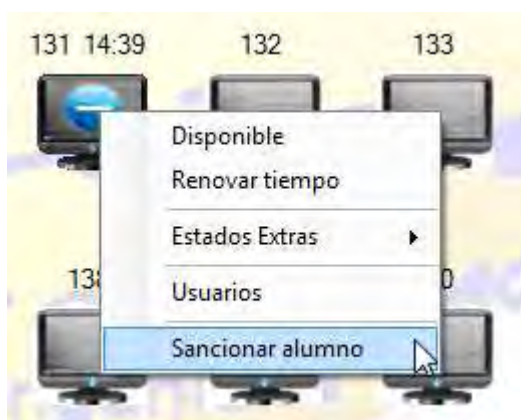 131 14:39 132 133
Disponible
Renovar tiempo
Estados Extras
Usuarios
Sancionar alumno